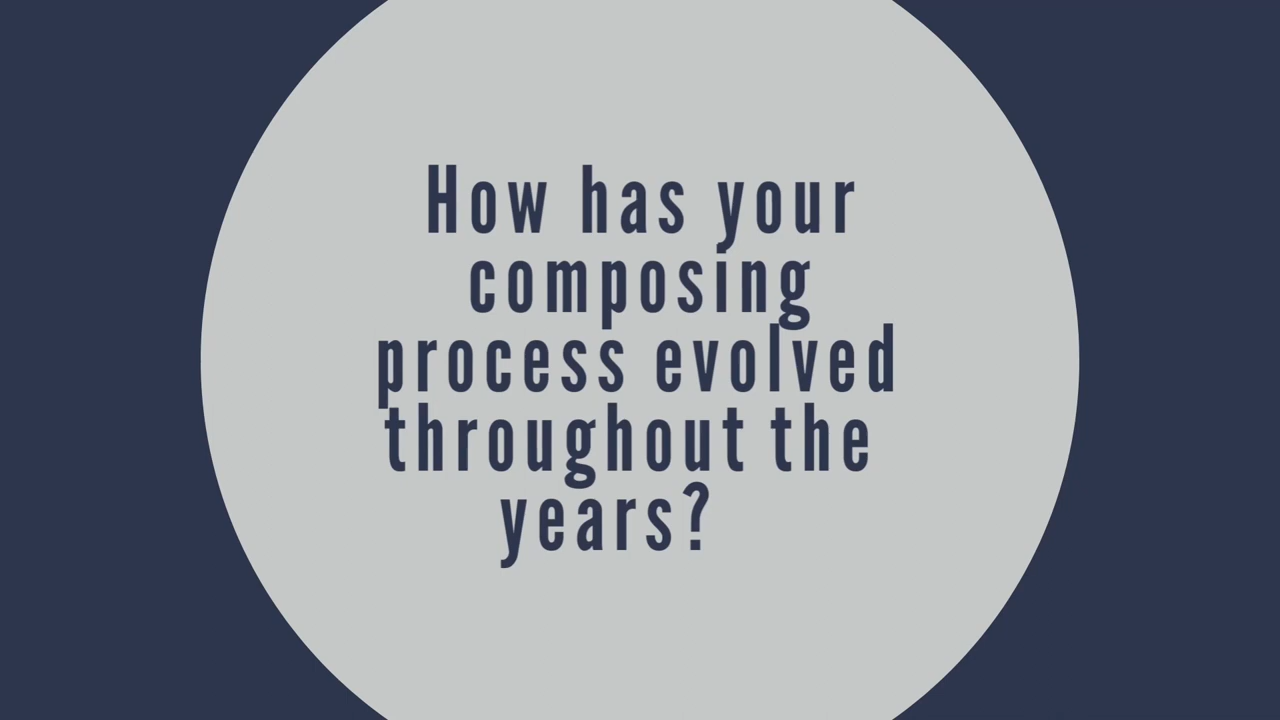 How has your
composing
process evolved
throughout the
years?